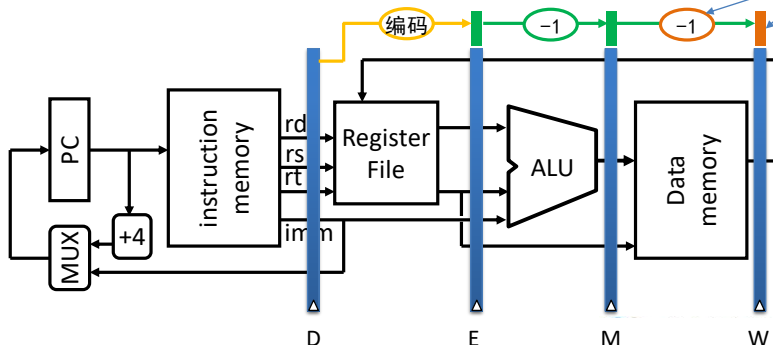 编码
−1
−1
PC
instruction
memory
rd
rs
rt
imm
Register
File
ALU
Data
memory
+4
MUX
D
E
M
W